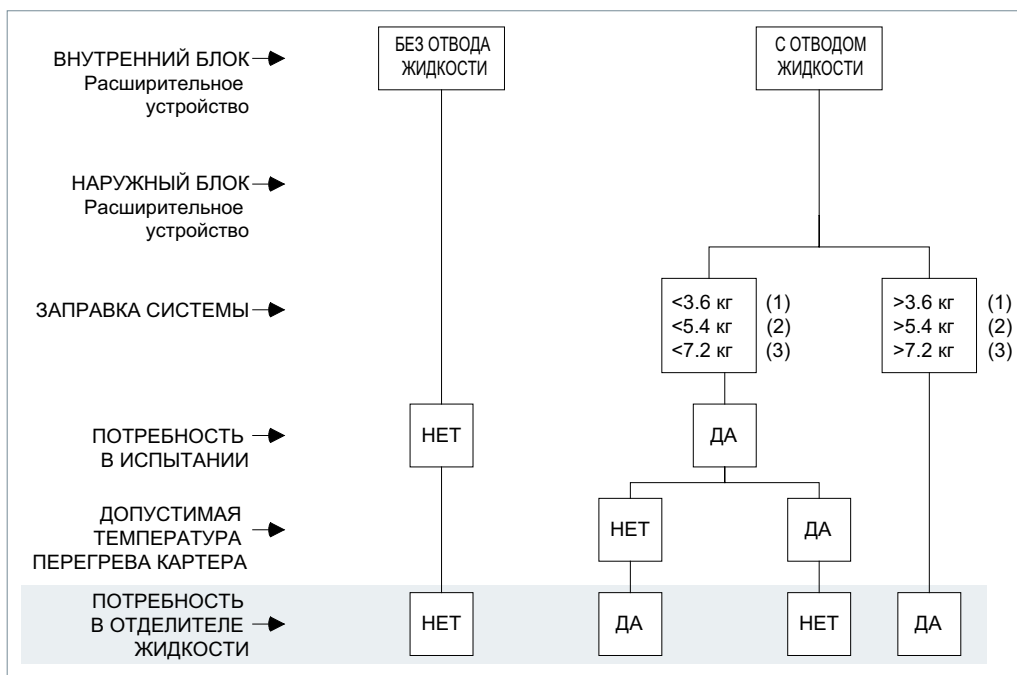 ВНУТРЕННИЙ БЛОК
Расширительное
устройство
БЕЗ ОТВОДА
ЖИДКОСТИ
С ОТВОДОМ
ЖИДКОСТИ
НАРУЖНЫЙ БЛОК
Расширительное
устройство
ЗАПРАВКА СИСТЕМЫ
<3.6 кг (1)
<5.4 кг (2)
<7.2 кг (3)
>3.6 кг (1)
>5.4 кг (2)
>7.2 кг (3)
ПОТРЕБНОСТЬ
В ИСПЫТАНИИ
НЕТ
ДА
ДОПУСТИМАЯ
ТЕМПЕРАТУРА
ПЕРЕГРЕВА КАРТЕРА
НЕТ
ДА
ПОТРЕБНОСТЬ
В ОТДЕЛИТЕЛЕ
ЖИДКОСТИ
НЕТ
ДА
НЕТ
ДА